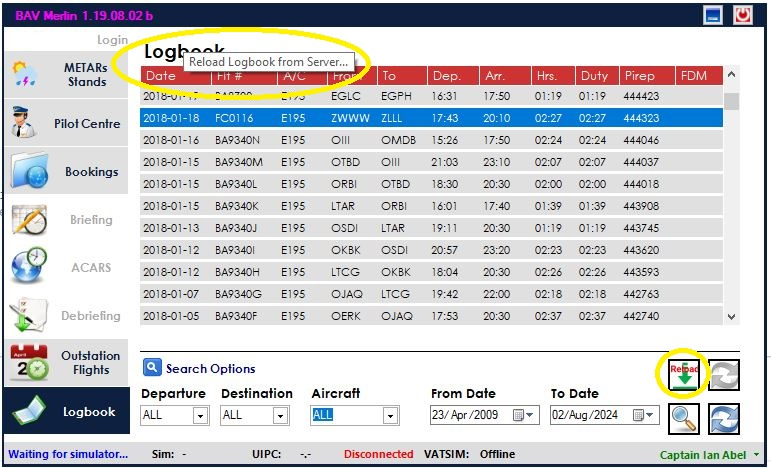 BAV Merlin 1.19.08.02 b
Login
METARs
Stands
Pilot Centre
Bookings
Briefing
ACARS
Debriefing
April
Outstation
Flights
Logbook
Logbook
Reload Logbook from Server...
Date Flt # A/C From To Dep. Arr. Hrs. Duty Pirep FDM
E195 EGLC EGPH 16:31 17:50 01:19 01:19 444423
2018-01-18 FC0116 E195 ZWWW ZLLL 17:43 20:10 02:27 02:27 444323
2018-01-16 BA9340N E195 OIII OMDB 15:26 17:50 02:24 02:24 444046
2018-01-15 BA9340M E195 OTBD OIII 21:03 23:10 02:07 02:07 444037
2018-01-15 BA9340L E195 ORBI OTBD 18:30 20:30 02:00 02:00 444018
2018-01-15 BA9340K E195 LTAR ORBI 16:01 17:40 01:39 01:39 443908
2018-01-13 BA9340J E195 OSDI LTAR 19:11 20:30 01:19 01:19 443745
2018-01-12 BA9340I E195 OKBK OSDI 20:57 23:20 02:23 02:23 443620
2018-01-12 BA9340H E195 LTCG OKBK 18:04 20:30 02:26 02:26 443593
2018-01-07 BA9340G E195 OJAQ LTCG 19:42 22:00 02:18 02:18 442763
2018-01-05 BA9340F E195 OERK OJAQ 17:53 20:30 02:37 02:37 442740
Search Options
Reload
Departure Destination Aircraft From Date To Date
ALL ALL ALL 23/Apr/2009 02/Aug/2024
Waiting for simulator... Sim: - UIPC: -.- Disconnected VATSIM: Offline Captain Ian Abel